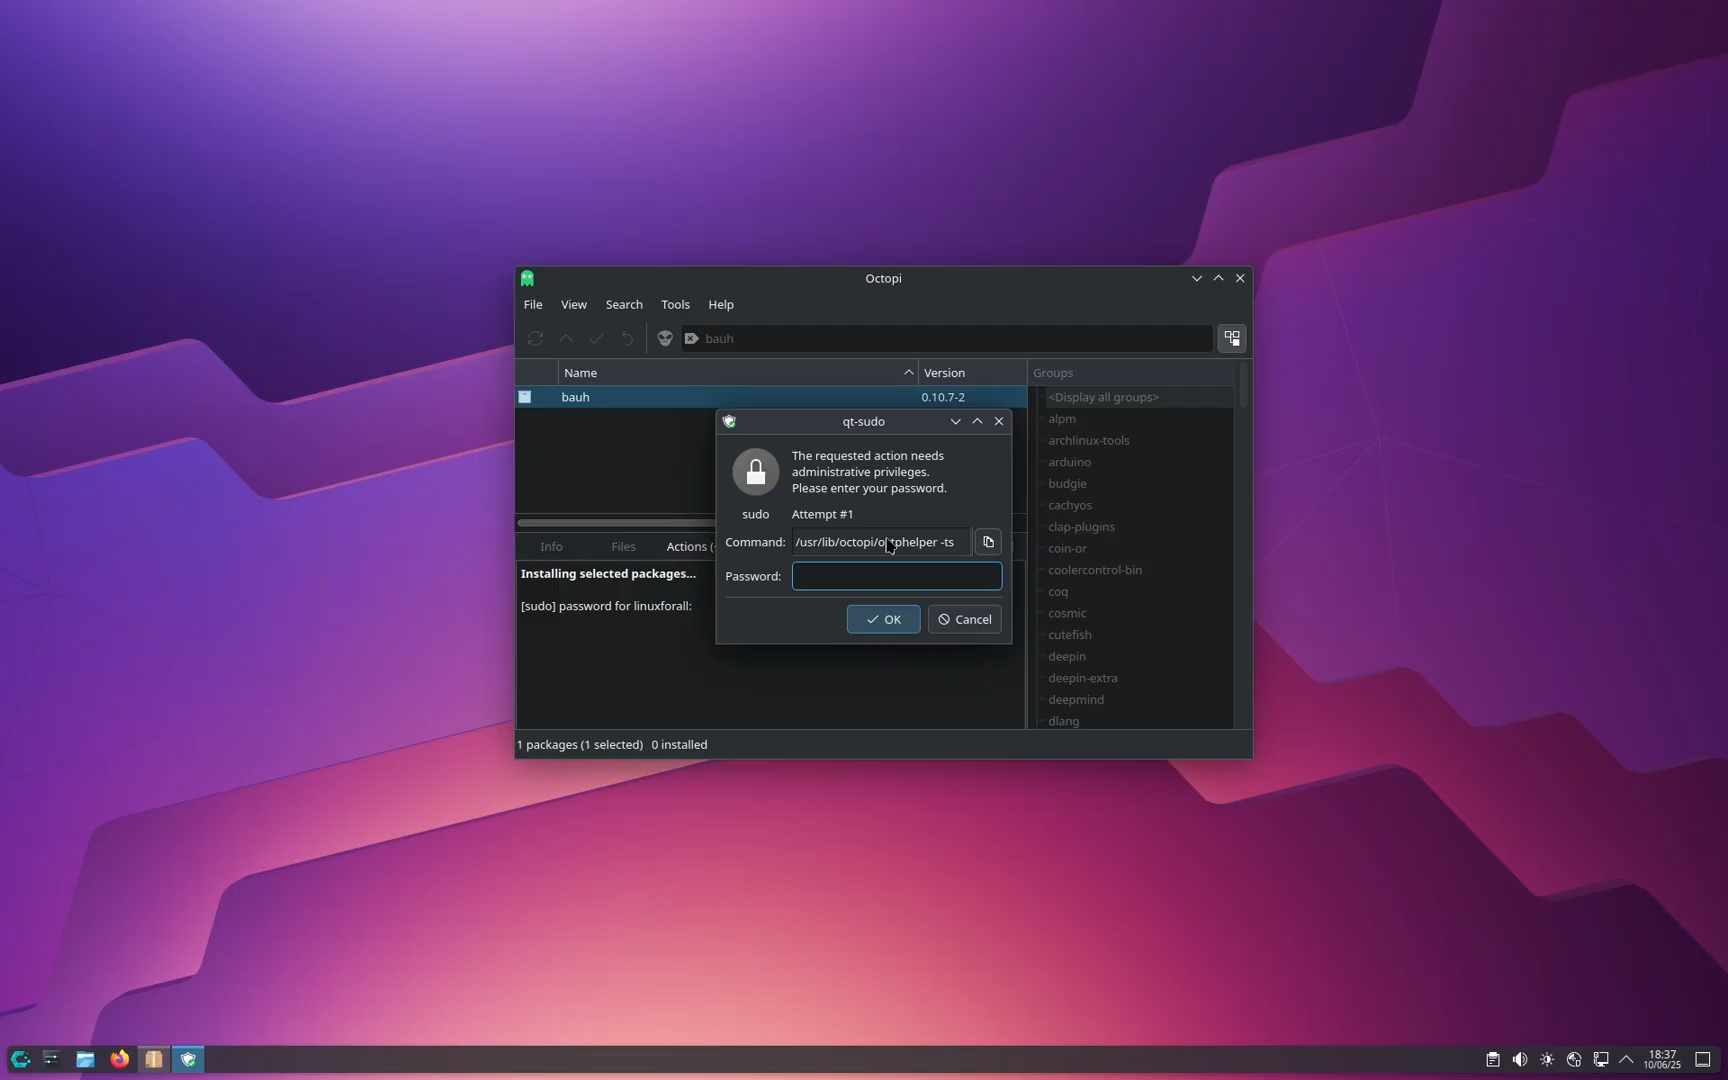 Octopi
File View Search Tools Help
bauh
Name Version Groups
bauh 0.10.7-2 <Display all groups>
alpm
archlinux-tools
arduino
budgie
cachyos
clap-plugins
coin-or
coolercontrol-bin
coq
cosmic
cutefish
deepin
deepin-extra
deepmind
dlang
qt-sudo
The requested action needs
administrative privileges.
Please enter your password.
sudo Attempt #1
Command: -ts
Password:
OK Cancel
Info Files Actions (
Installing selected packages...
[sudo] password for linuxforall:
1 packages (1 selected) 0 installed
18:37
10/06/25